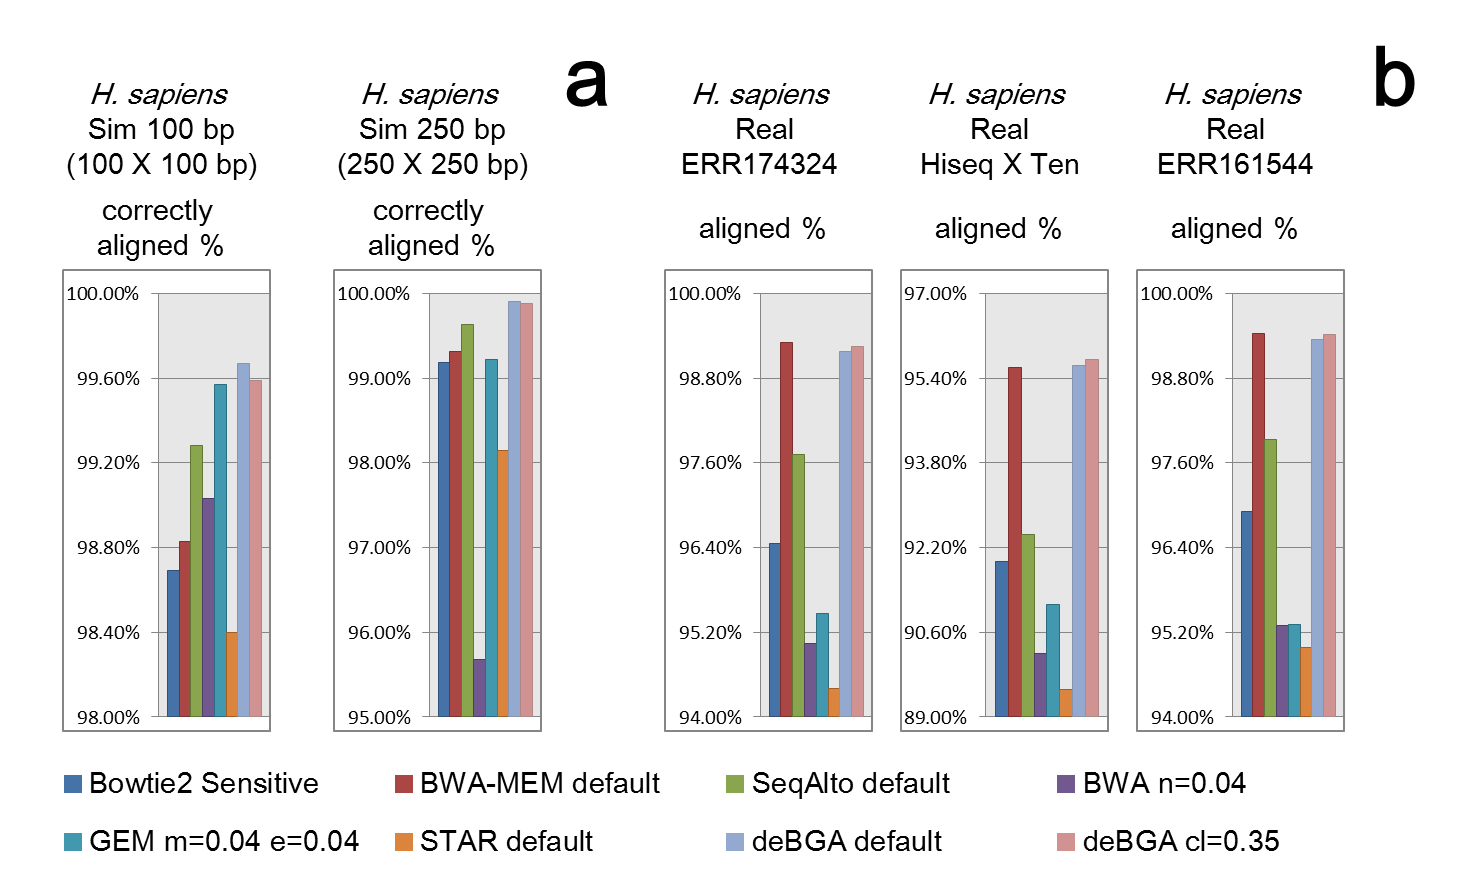 a
b
H. sapiens
Sim 100 bp
(100 X 100 bp)
correctly
aligned %
100.00%
99.60%
99.20%
98.80%
98.40%
98.00%
H. sapiens
Sim 250 bp
(250 X 250 bp)
correctly
aligned %
100.00%
99.00%
98.00%
97.00%
96.00%
95.00%
H. sapiens
Real
ERR174324
aligned %
100.00%
98.80%
97.60%
96.40%
95.20%
94.00%
H. sapiens
Real
Hiseq X Ten
aligned %
97.00%
95.40%
93.80%
92.20%
90.60%
89.00%
H. sapiens
Real
ERR161544
aligned %
100.00%
98.80%
97.60%
96.40%
95.20%
94.00%
Bowtie2 Sensitive
BWA-MEM default
SeqAlto default
BWA n=0.04
GEM m=0.04 e=0.04
STAR default
deBGA default
deBGA cl=0.35